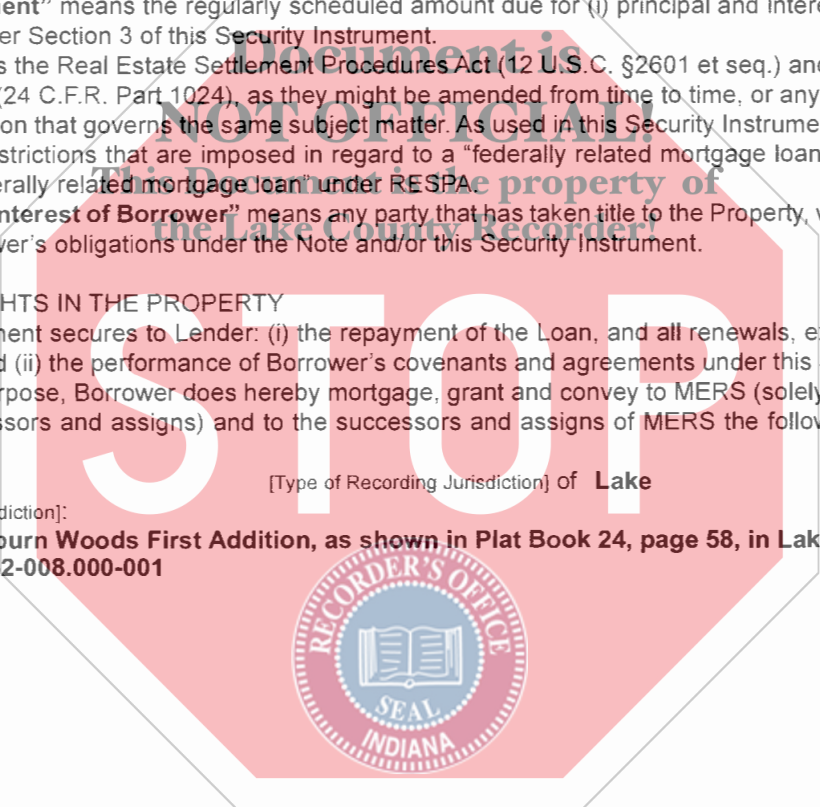 ent” means the regularly scheduled amount due for (i) principal and intere
er Section 3 of this Security Instrument.
s the Real Estate Settlement Procedures Act (12 U.S.C. §2601 et seq.) and
(24 C.F.R. Part 1024), as they might be amended from time to time, or any
on that governs the same subject matter. As used in this Security Instrume
strictions that are imposed in regard to a “federally related mortgage loan
erally related mortgage loan” under RESPA.
nterest of Borrower” means any party that has taken title to the Property, w
ver’s obligations under the Note and/or this Security Instrument.
Document is
NOT OFFICIAL!
This Document is the property of
the Lake County Recorder!
HTS IN THE PROPERTY
nent secures to Lender: (i) the repayment of the Loan, and all renewals, ex
d (ii) the performance of Borrower’s covenants and agreements under this
rpose, Borrower does hereby mortgage, grant and convey to MERS (solely
ssors and assigns) and to the successors and assigns of MERS the follow
STOP
[Type of Recording Jurisdiction] of Lake
diction]:
ourn Woods First Addition, as shown in Plat Book 24, page 58, in Lak
2-008.000-001
RECORDER'S OFFICE
SEAL
INDIANA